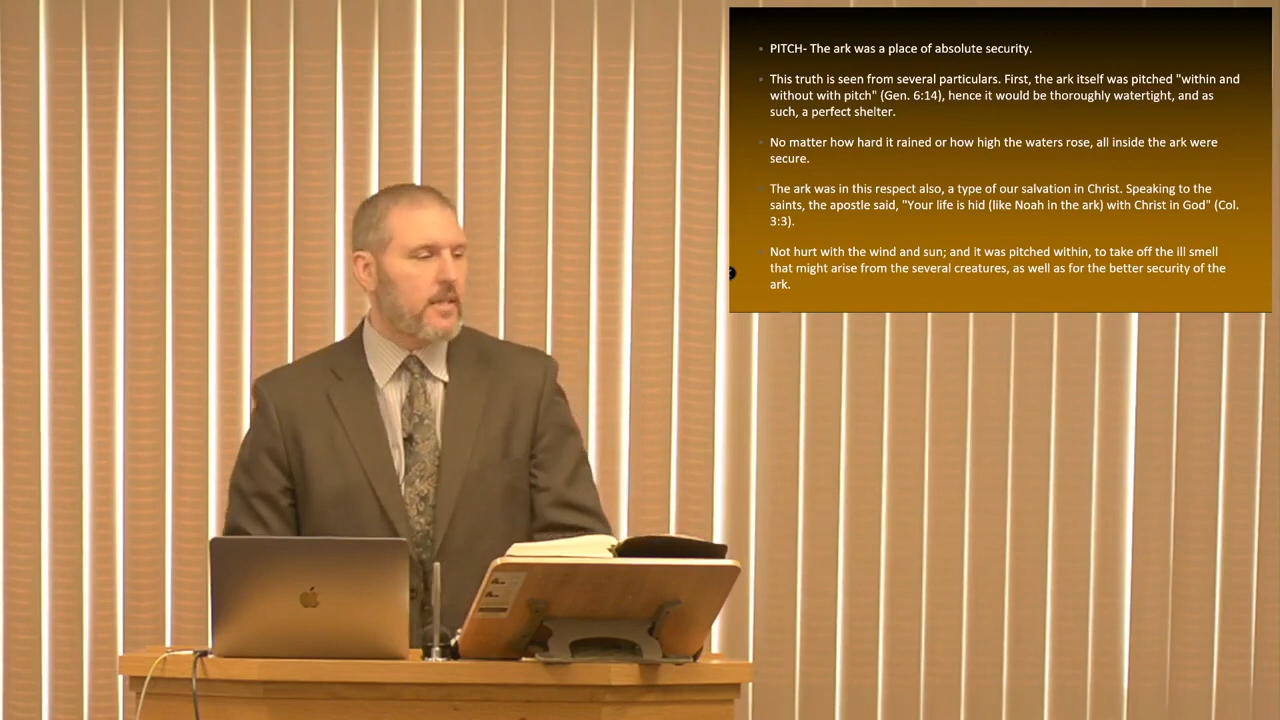 PITCH- The ark was a place of absolute security.
This truth is seen from several particulars. First, the ark itself was pitched "within and
without with pitch" (Gen. 6:14), hence it would be thoroughly watertight, and as
such, a perfect shelter.
No matter how hard it rained or how high the waters rose, all inside the ark were
secure.
The ark was in this respect also, a type of our salvation in Christ. Speaking to the
saints, the apostle said, "Your life is hid (like Noah in the ark) with Christ in God" (Col.
3:3).
Not hurt with the wind and sun; and it was pitched within, to take off the ill smell
that might arise from the several creatures, as well as for the better security of the
ark.